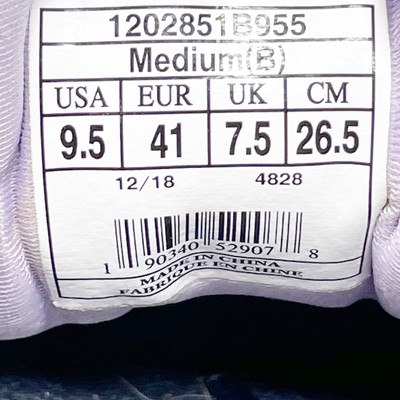 1202851B955
Medium(B)
USA EUR UK CM
9.5 41 7.5 26.5
12/18 4828
1 90340 52907 8
MADE IN CHINA
FABRIQUE EN CHINE